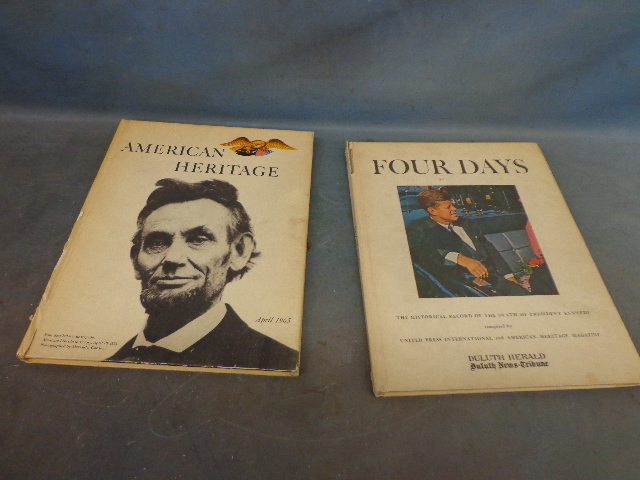 AMERICAN
HERITAGE
April 1965
FOUR DAYS
THE HISTORICAL RECORD OF THE DEATH OF PRESIDENT KENNEDY
compiled by
UNITED PRESS INTERNATIONAL and AMERICAN HERITAGE MAGAZINE
DULUTH HERALD
Duluth News-Tribune